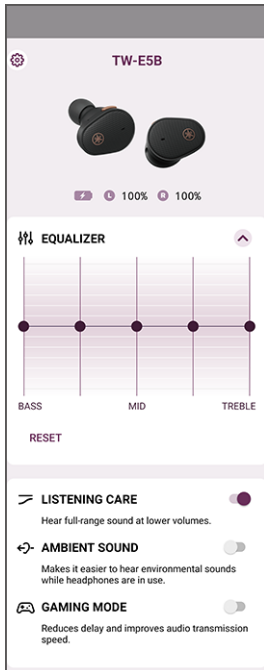 TW-E5B
L 100% R 100%
EQUALIZER
BASS MID TREBLE
RESET
LISTENING CARE
Hear full-range sound at lower volumes.
AMBIENT SOUND
Makes it easier to hear environmental sounds
while headphones are in use.
GAMING MODE
Reduces delay and improves audio transmission
speed.